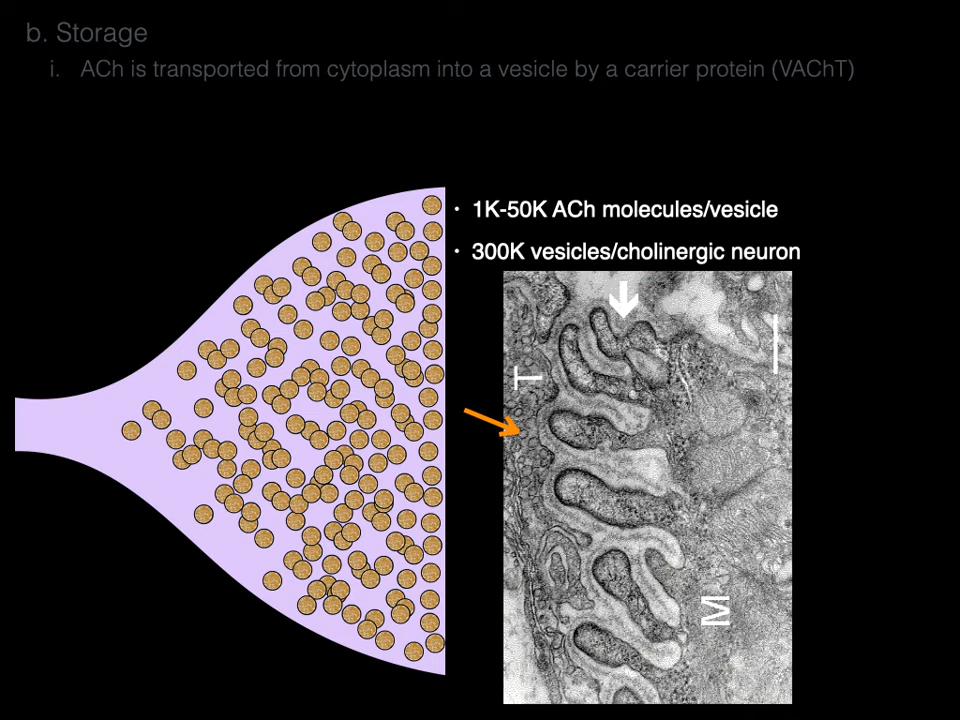 b. Storage
i. ACh is transported from cytoplasm into a vesicle by a carrier protein (VAChT)
• 1K-50K ACh molecules/vesicle
• 300K vesicles/cholinergic neuron
T
M